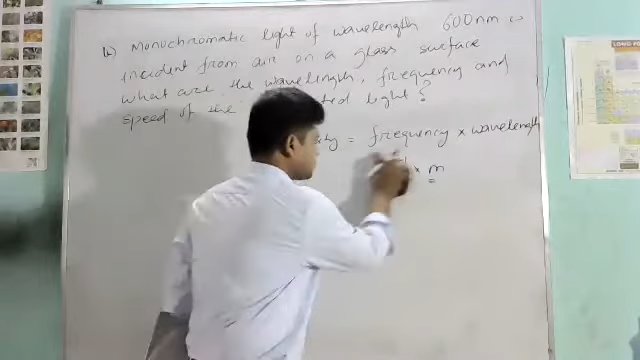 b) Monochromatic light of wavelength 600nm is
incident from air on a glass surface
what are the wavelength, frequency and
speed of the light?
= frequency × wavelength
× m